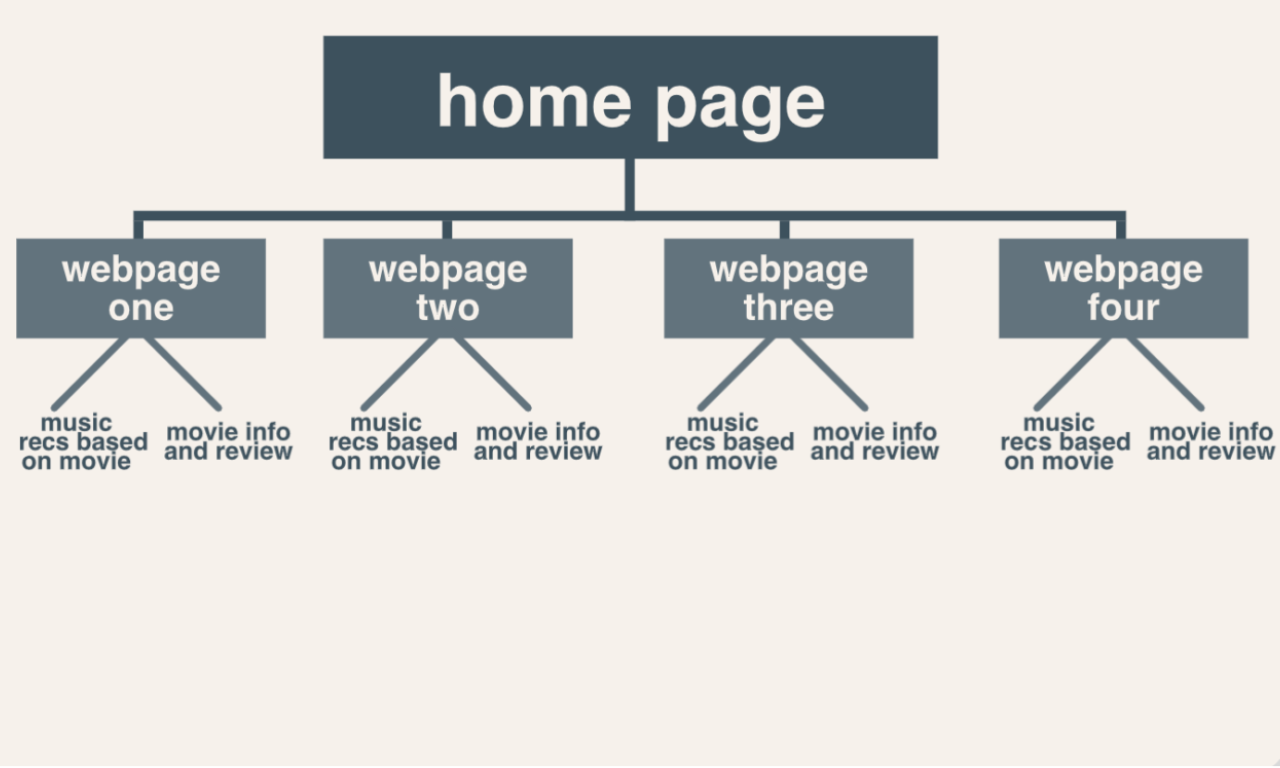 home page
webpage
one
webpage
two
webpage
three
webpage
four
music
recs based
on movie
movie info
and review
music
recs based
on movie
movie info
and review
music
recs based
on movie
movie info
and review
music
recs based
on movie
movie info
and review